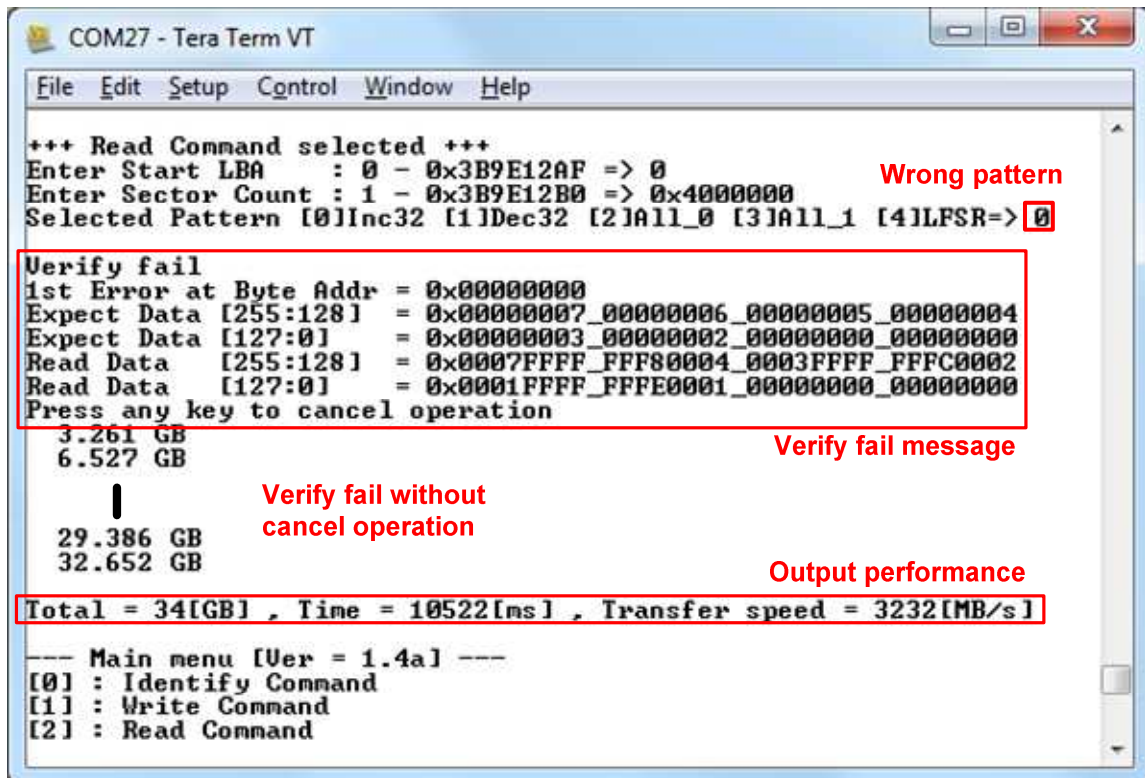 COM27 - Tera Term VT
File Edit Setup Control Window Help
+++ Read Command selected +++
Enter Start LBA : 0 - 0x3B9E12AF => 0
Wrong pattern
Enter Sector Count : 1 - 0x3B9E12B0 => 0x4000000
Selected Pattern [0]Inc32 [1]Dec32 [2]All_0 [3]All_1 [4]LFSR=> 0
Verify fail
1st Error at Byte Addr = 0x00000000
Expect Data [255:128] = 0x00000007_00000006_00000005_00000004
Expect Data [127:0] = 0x00000003_00000002_00000000_00000000
Read Data [255:128] = 0x0007FFFF_FFF80004_0003FFFF_FFFC0002
Read Data [127:0] = 0x0001FFFF_FFFE0001_00000000_00000000
Press any key to cancel operation
3.261 GB
Verify fail message
6.527 GB
Verify fail without
cancel operation
29.386 GB
32.652 GB
Output performance
Total = 34[GB] , Time = 10522[ms] , Transfer speed = 3232[MB/s]
--- Main menu [Ver = 1.4a] ---
[0] : Identify Command
[1] : Write Command
[2] : Read Command